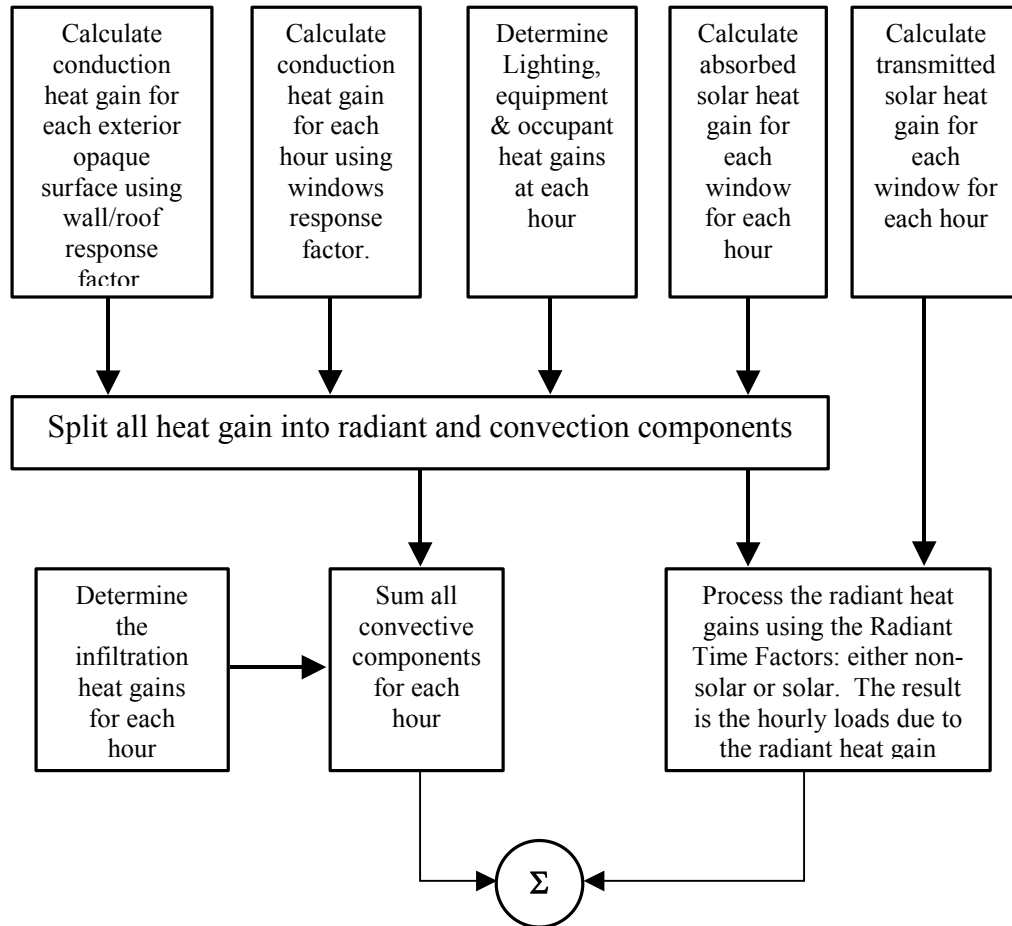 Calculate
conduction
heat gain for
each exterior
opaque
surface using
wall/roof
response
factor
Calculate
conduction
heat gain
for each
hour using
windows
response
factor.
Determine
Lighting,
equipment
& occupant
heat gains
at each
hour
Calculate
absorbed
solar heat
gain for
each
window
for each
hour
Calculate
transmitted
solar heat
gain for
each
window for
each hour
Split all heat gain into radiant and convection components
Determine
the
infiltration
heat gains
for each
hour
Sum all
convective
components
for each
hour
Process the radiant heat
gains using the Radiant
Time Factors: either non-
solar or solar.  The result
is the hourly loads due to
the radiant heat gain
Σ